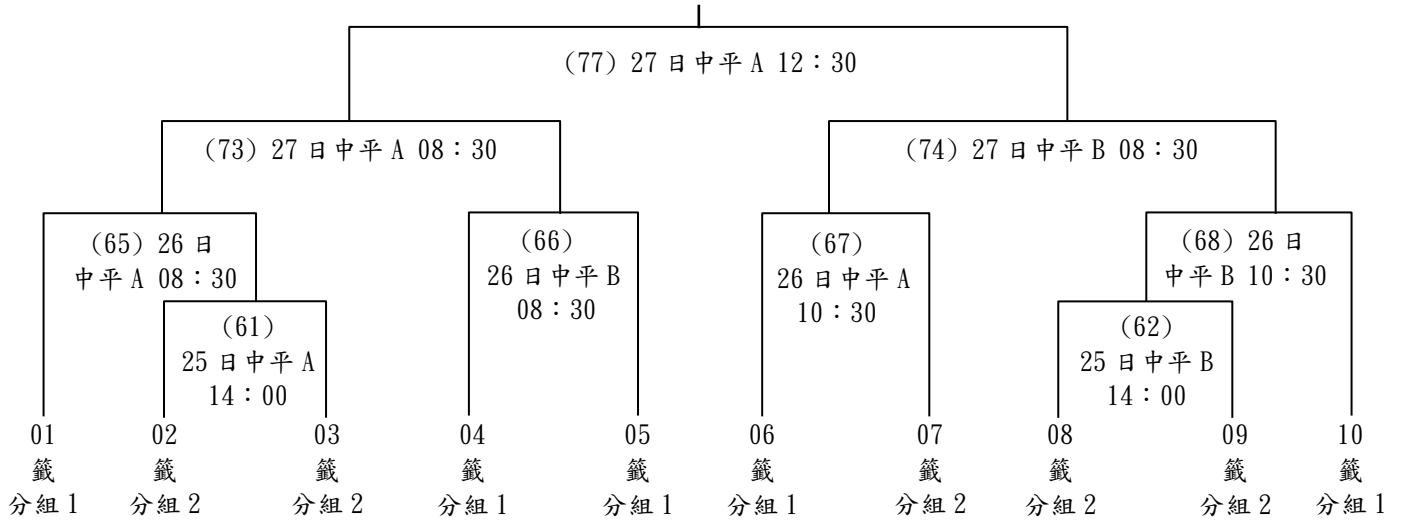 (77) 27日中平A 12：30
(73) 27日中平A 08：30
(74) 27日中平B 08：30
(65) 26日
中平A 08：30
(66)
26日中平B
08：30
(67)
26日中平A
10：30
(68) 26日
中平B 10：30
(61)
25日中平A
14：00
(62)
25日中平B
14：00
01 02 03 04 05 06 07 08 09 10
籤 籤 籤 籤 籤 籤 籤 籤 籤 籤
分組1 分組2 分組2 分組1 分組1 分組1 分組2 分組2 分組2 分組1